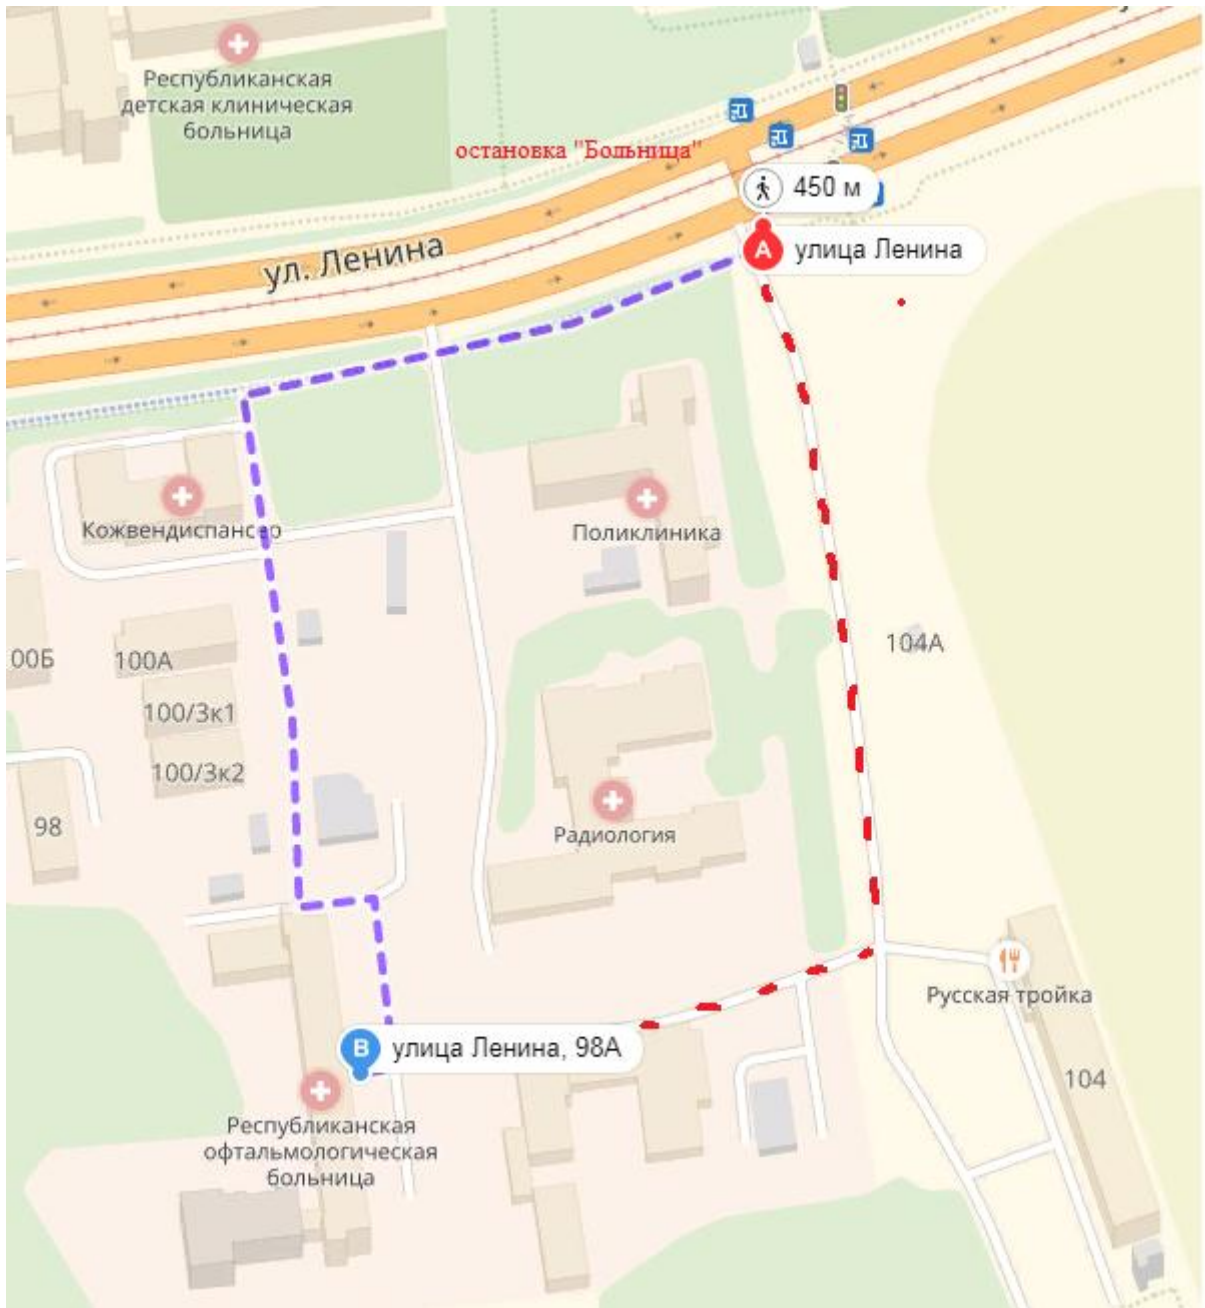 Республиканская
детская клиническая
больница
остановка "Больница"
450 м
ул. Ленина
A
улица Ленина
Кожвендиспансер
Поликлиника
00Б
100А
104А
100/3к1
100/3к2
98
Радиология
Русская тройка
B
улица Ленина, 98А
104
Республиканская
офтальмологическая
больница